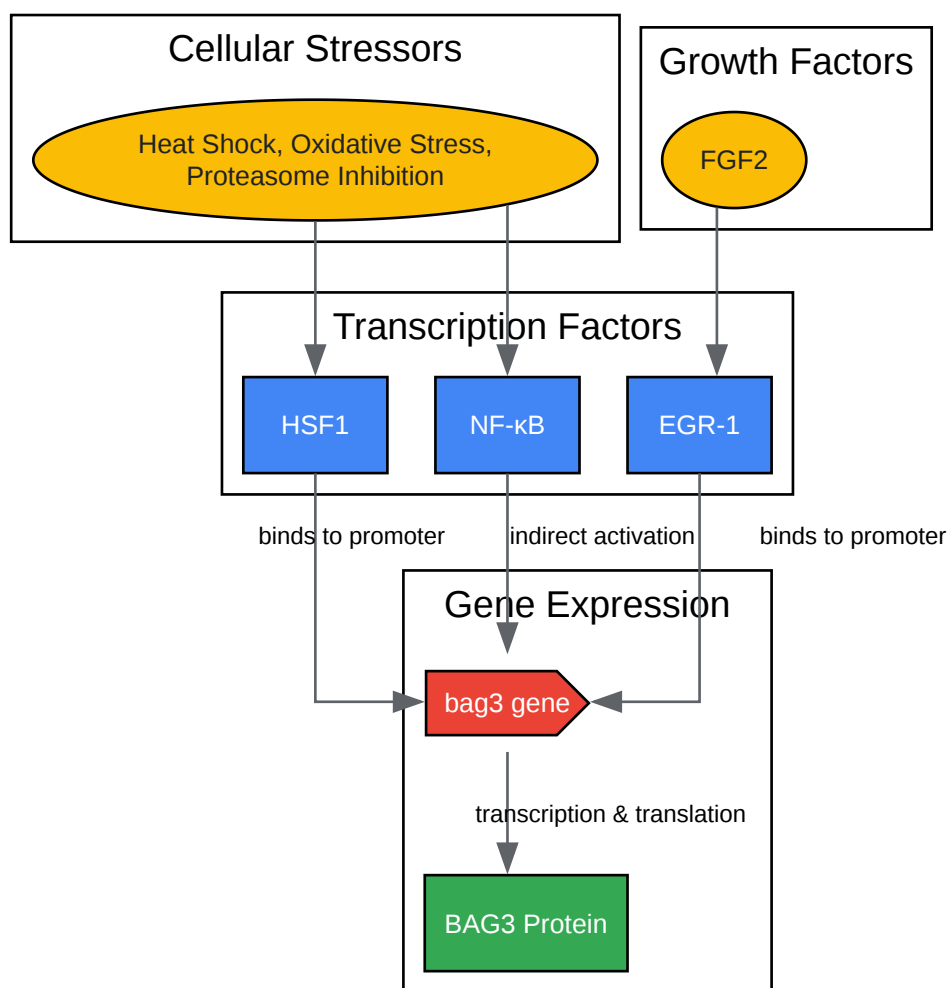 Cellular Stressors
Growth Factors
Heat Shock, Oxidative Stress,
Proteasome Inhibition
FGF2
Transcription Factors
HSF1
NF-κB
EGR-1
binds to promoter
indirect activation
binds to promoter
Gene Expression
bag3 gene
transcription & translation
BAG3 Protein